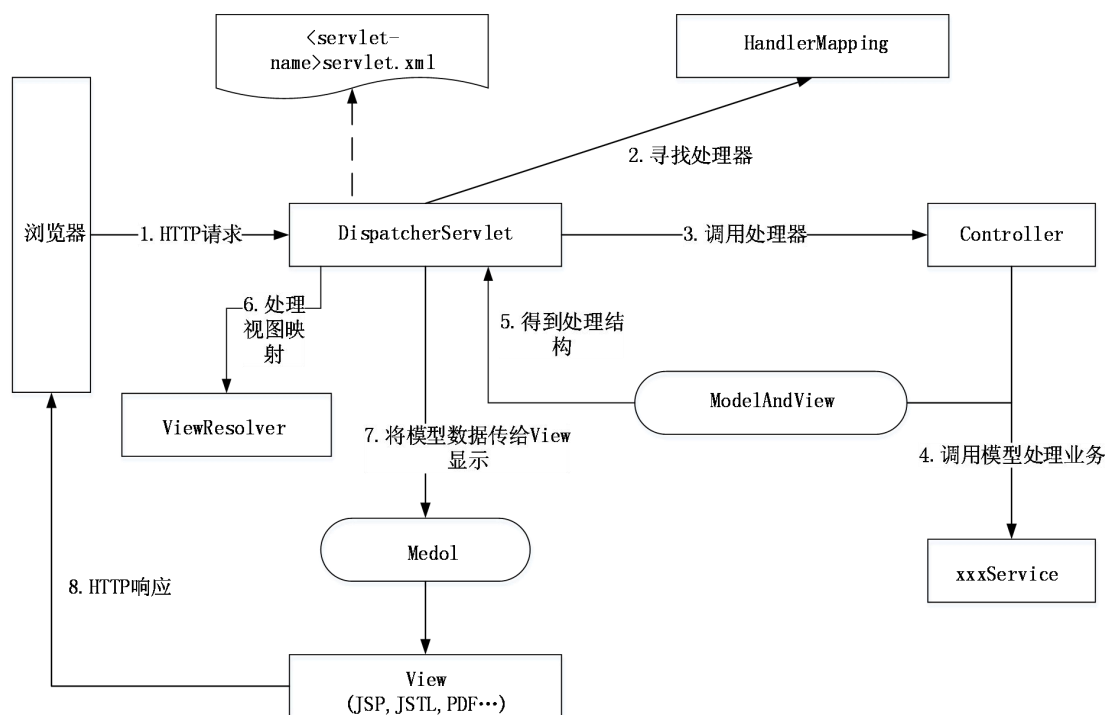 <servlet-
name>servlet.xml
HandlerMapping
2.寻找处理器
浏览器
1.HTTP请求
DispatcherServlet
3.调用处理器
Controller
6.处理
视图映
射
5.得到处理结
构
ViewResolver
ModelAndView
7.将模型数据传给View
显示
4.调用模型处理业务
Medol
xxxService
8.HTTP响应
View
(JSP,JSTL,PDF…)